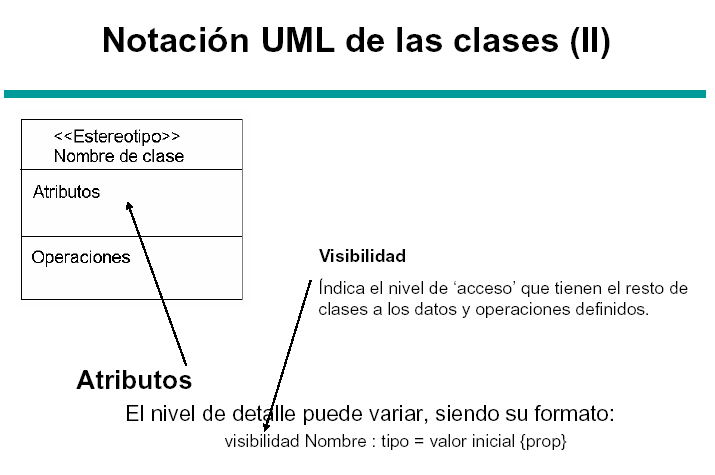 Notación UML de las clases (II)
<<Estereotipo>>
Nombre de clase
Atributos
Operaciones
Visibilidad
Índica el nivel de ‘acceso’ que tienen el resto de
clases a los datos y operaciones definidos.
Atributos
El nivel de detalle puede variar, siendo su formato:
visibilidad Nombre : tipo = valor inicial {prop}